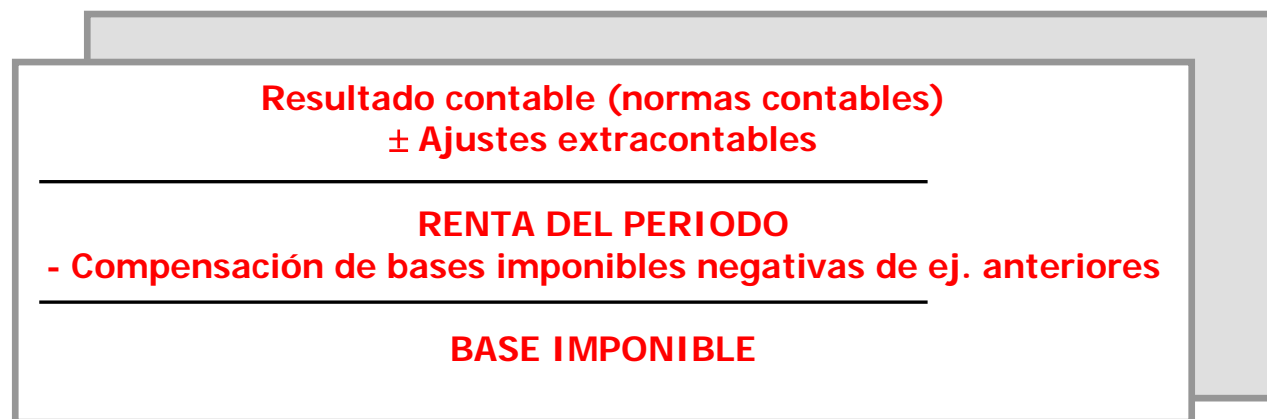 Resultado contable (normas contables)
± Ajustes extracontables
RENTA DEL PERIODO
- Compensación de bases imponibles negativas de ej. anteriores
BASE IMPONIBLE